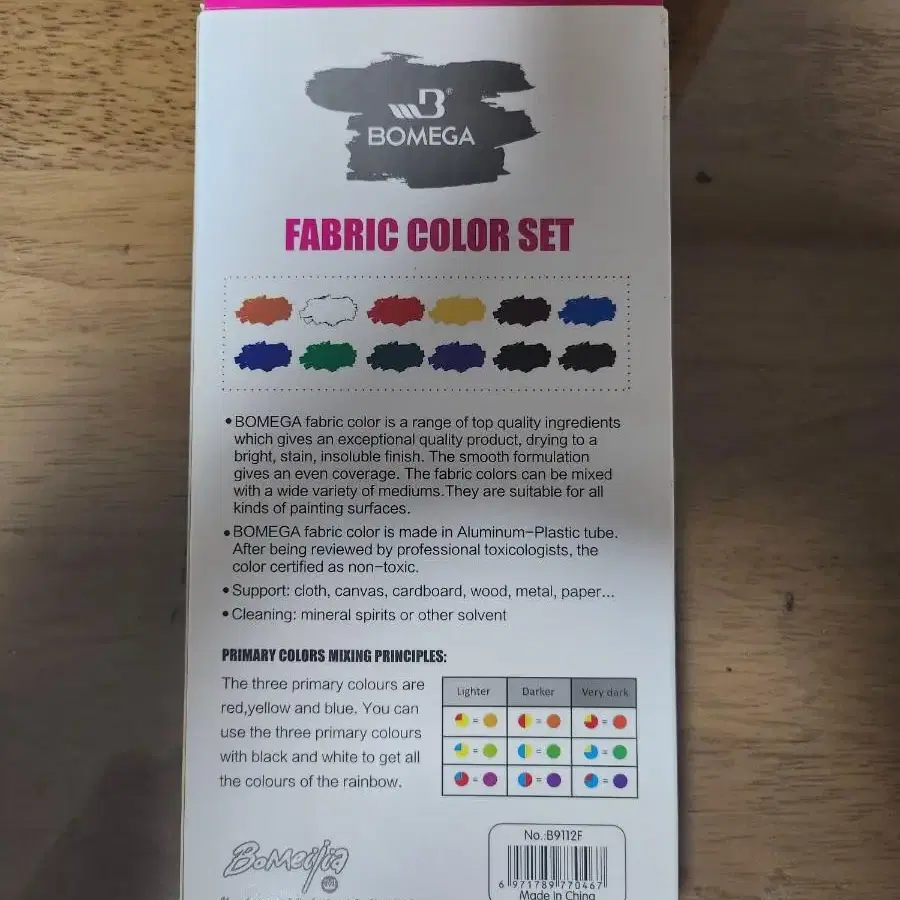 B®
BOMEGA
FABRIC COLOR SET
•BOMEGA fabric color is a range of top quality ingredients
which gives an exceptional quality product, drying to a
bright, stain, insoluble finish. The smooth formulation
gives an even coverage. The fabric colors can be mixed
with a wide variety of mediums.They are suitable for all
kinds of painting surfaces.
•BOMEGA fabric color is made in Aluminum-Plastic tube.
After being reviewed by professional toxicologists, the
color certified as non-toxic.
•Support: cloth, canvas, cardboard, wood, metal, paper...
•Cleaning: mineral spirits or other solvent
PRIMARY COLORS MIXING PRINCIPLES:
The three primary colours are
red,yellow and blue. You can
use the three primary colours
with black and white to get all
the colours of the rainbow.
Lighter Darker Very dark
= = =
= = =
= = =
BoMeijia
No.:B9112F
6 971789 770467
Made in China